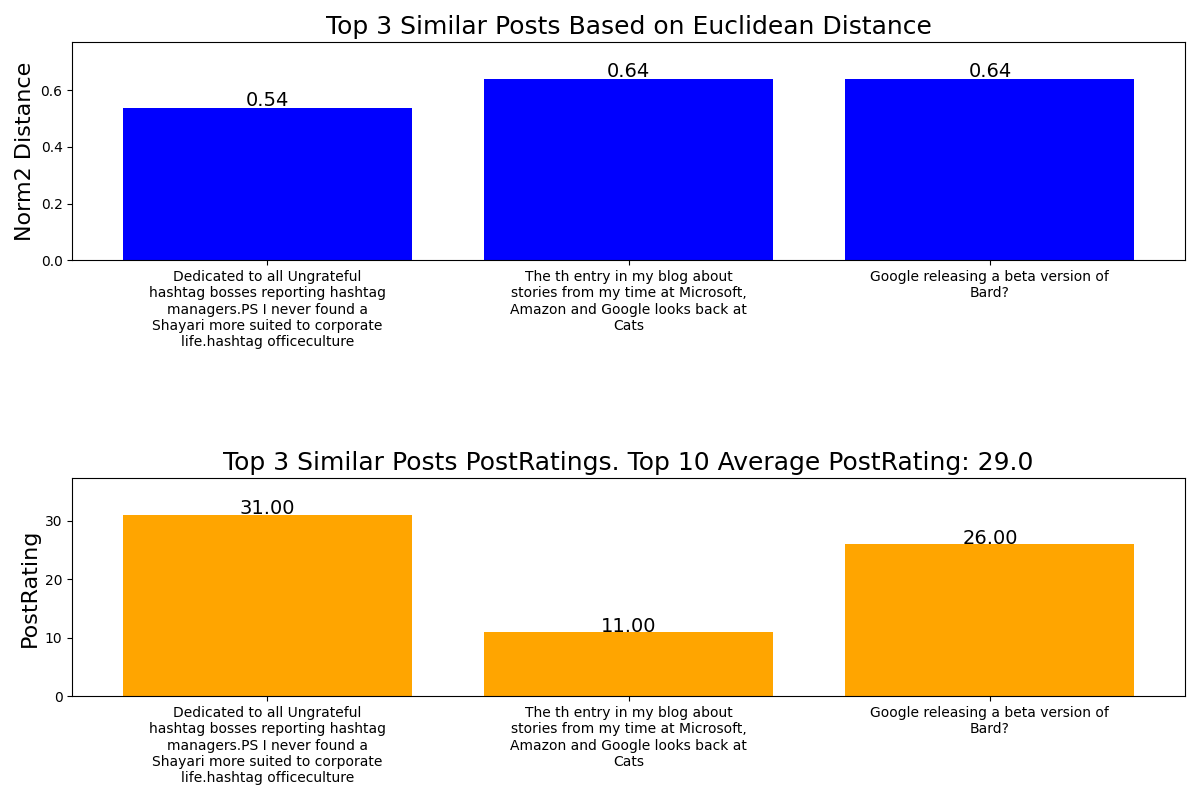 Top 3 Similar Posts Based on Euclidean Distance
Norm2 Distance
0.6
0.4
0.2
0.0
0.54
0.64
0.64
Dedicated to all Ungrateful
hashtag bosses reporting hashtag
managers.PS I never found a
Shayari more suited to corporate
life.hashtag officeculture
The th entry in my blog about
stories from my time at Microsoft,
Amazon and Google looks back at
Cats
Google releasing a beta version of
Bard?
Top 3 Similar Posts PostRatings. Top 10 Average PostRating: 29.0
PostRating
30
20
10
0
31.00
11.00
26.00
Dedicated to all Ungrateful
hashtag bosses reporting hashtag
managers.PS I never found a
Shayari more suited to corporate
life.hashtag officeculture
The th entry in my blog about
stories from my time at Microsoft,
Amazon and Google looks back at
Cats
Google releasing a beta version of
Bard?